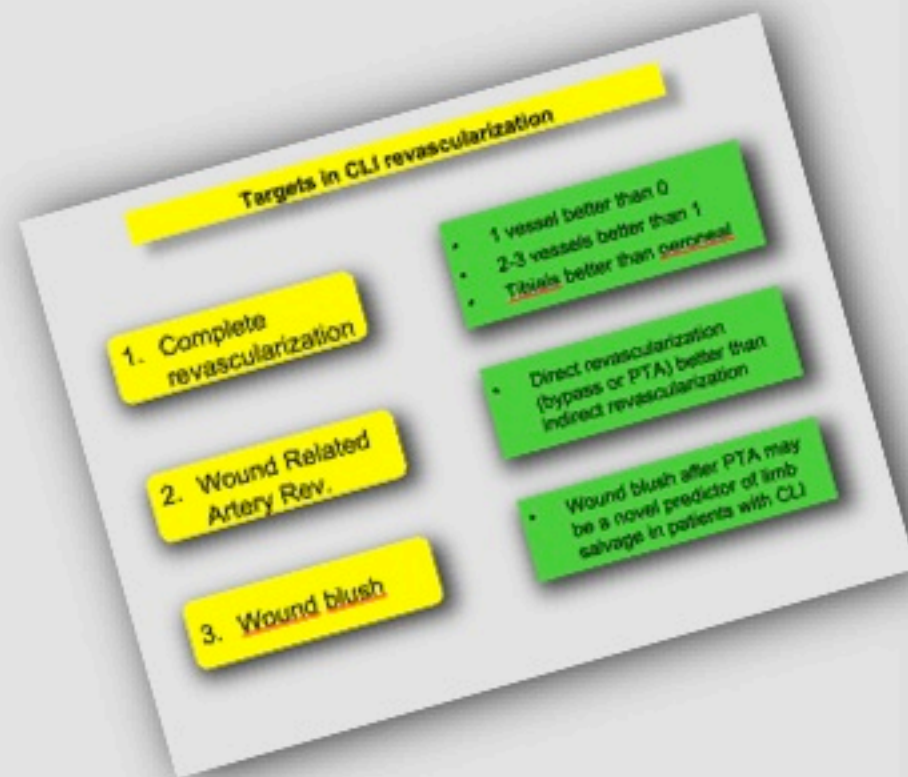 Targets in CLI revascularization
1. Complete
revascularization
• 1 vessel better than 0
• 2-3 vessels better than 1
• Tibials better than peroneal
2. Wound Related
Artery Rev.
• Direct revascularization
(bypass or PTA) better than
indirect revascularization
3. Wound blush
• Wound blush after PTA may
be a novel predictor of limb
salvage in patients with CLI